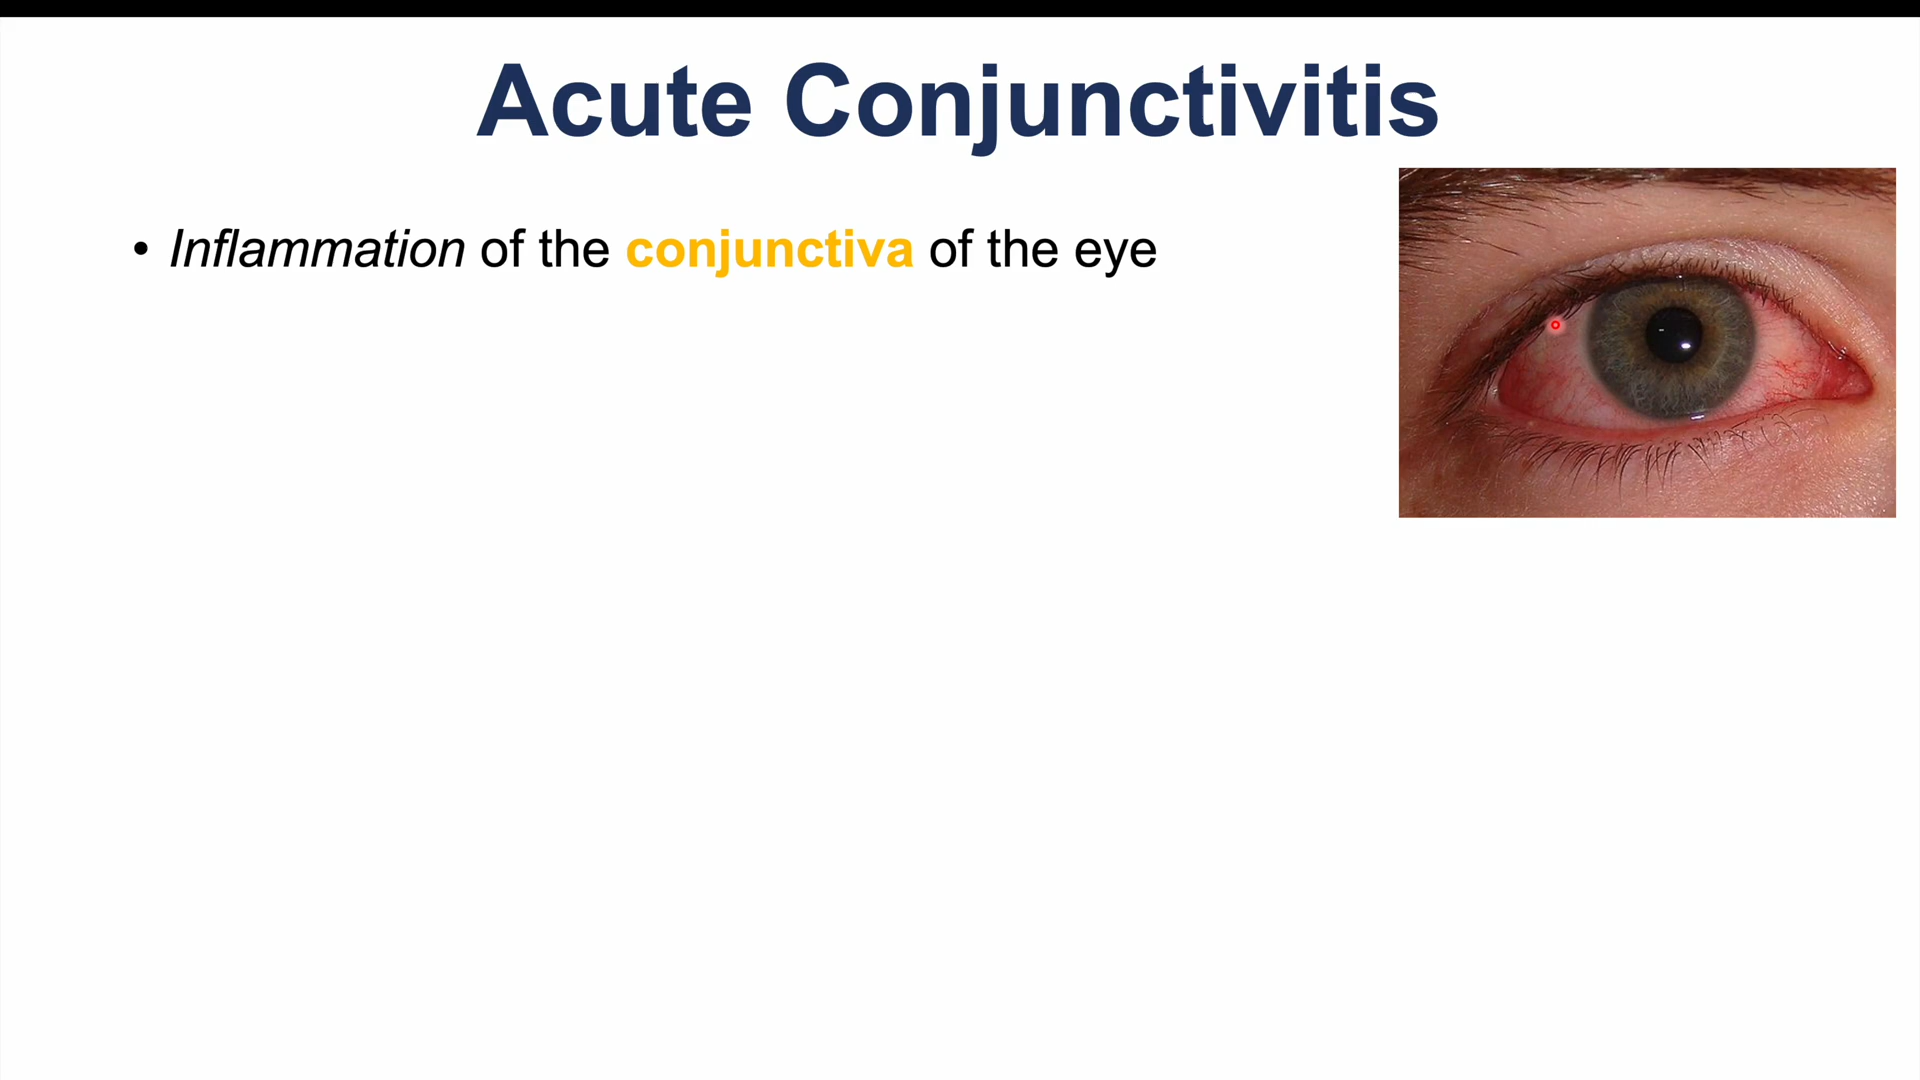 Acute Conjunctivitis
• Inflammation of the conjunctiva of the eye